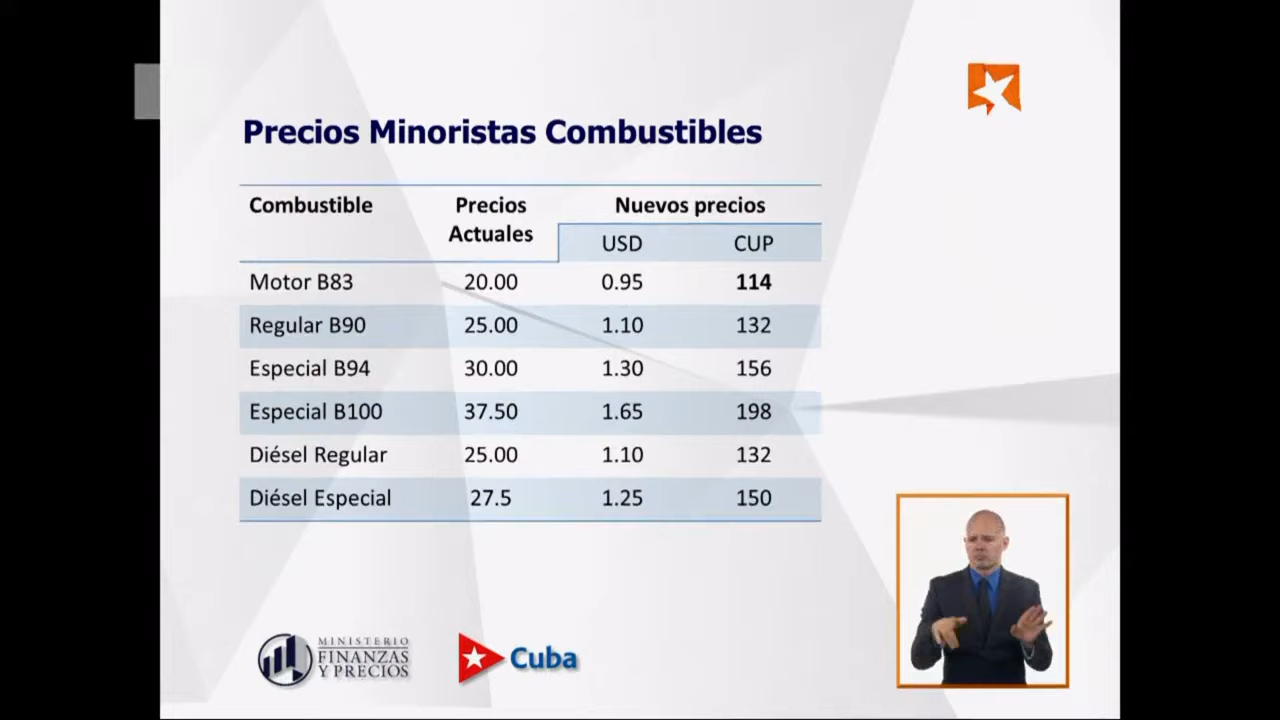 Precios Minoristas Combustibles
Combustible Precios Actuales Nuevos precios
USD CUP
Motor B83 20.00 0.95 114
Regular B90 25.00 1.10 132
Especial B94 30.00 1.30 156
Especial B100 37.50 1.65 198
Diésel Regular 25.00 1.10 132
Diésel Especial 27.5 1.25 150
MINISTERIO
FINANZAS
Y PRECIOS
Cuba